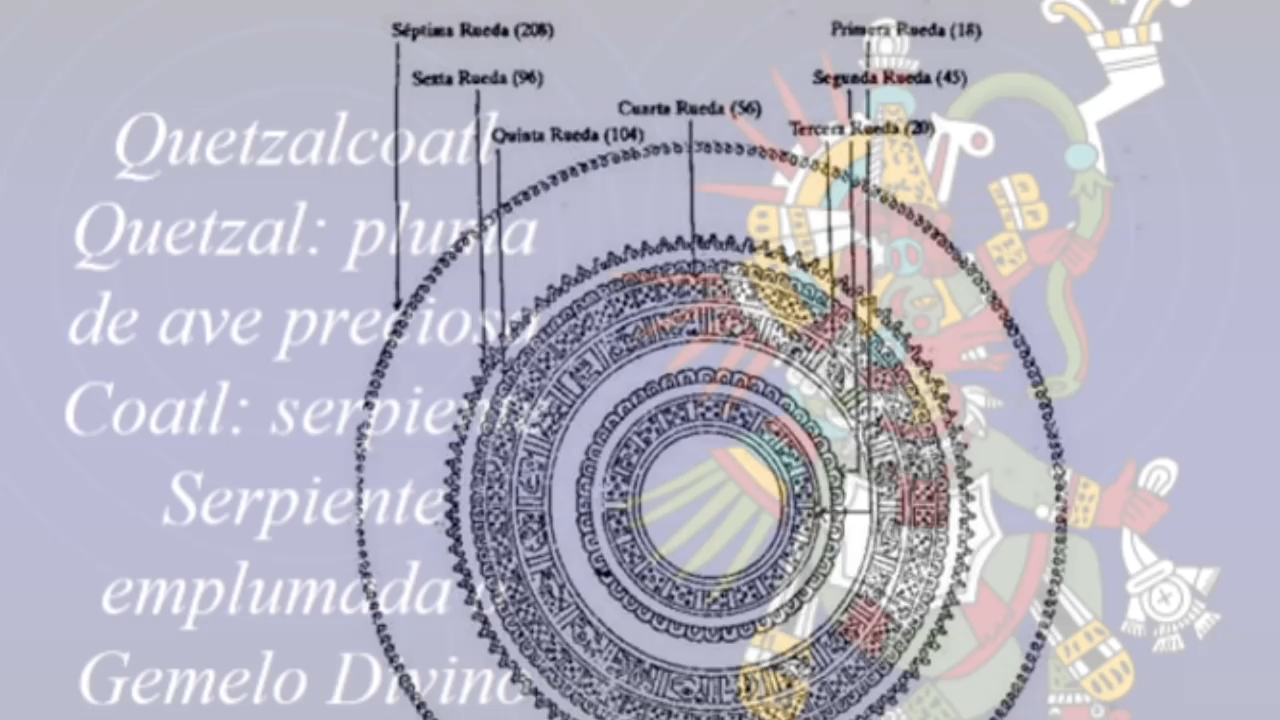 Séptima Rueda (208)
Primera Rueda (18)
Sexta Rueda (96)
Segunda Rueda (45)
Cuarta Rueda (56)
Quinta Rueda (104)
Tercera Rueda (20)
Quetzalcoatl
Quetzal: pluma
de ave preciosa
Coatl: serpiente
Serpiente
emplumada
Gemelo Divino